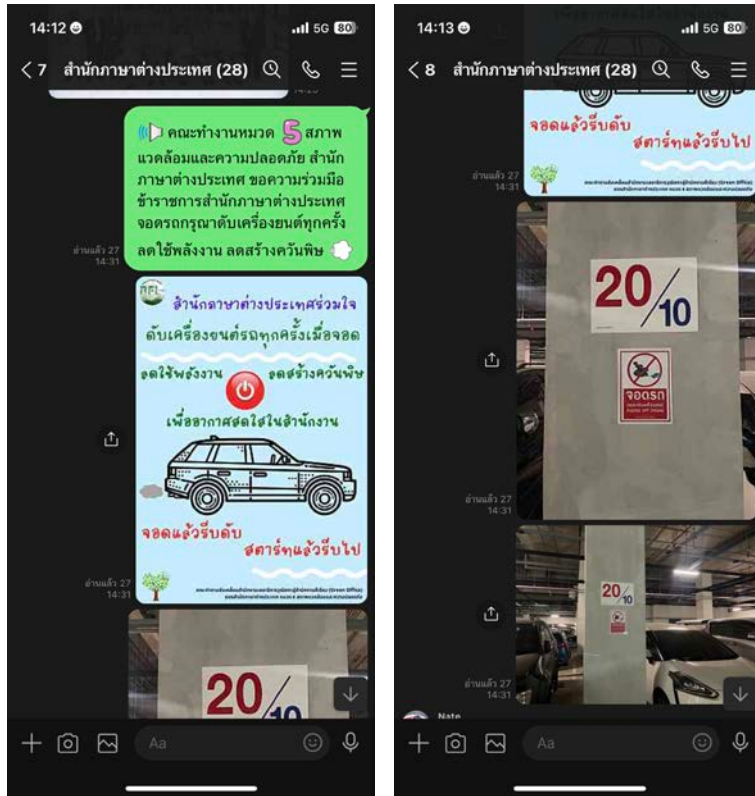 14:12
5G 80
7 สำนักภาษาต่างประเทศ (28)
คณะทำงานหมวด 5 สภาพ
แวดล้อมและความปลอดภัย สำนัก
ภาษาต่างประเทศ ขอความร่วมมือ
ข้าราชการสำนักภาษาต่างประเทศ
จอดรถกรุณาดับเครื่องยนต์ทุกครั้ง
ลดใช้พลังงาน ลดสร้างควันพิษ
อ่านแล้ว 27
14:31
สำนักภาษาต่างประเทศร่วมใจ
ดับเครื่องยนต์รถทุกครั้งเมื่อจอด
ลดใช้พลังงาน ลดสร้างควันพิษ
เพื่ออากาศสดใสในสำนักงาน
จอดแล้วรีบดับ
สตาร์ทแล้วรีบไป
อ่านแล้ว 27
14:31
20/10
Aa
14:13
5G 80
8 สำนักภาษาต่างประเทศ (28)
จอดแล้วรีบดับ
สตาร์ทแล้วรีบไป
อ่านแล้ว 27
14:31
20/10
จอดรถ
อ่านแล้ว 27
14:31
20/10
อ่านแล้ว 27
14:31
Nate
Aa